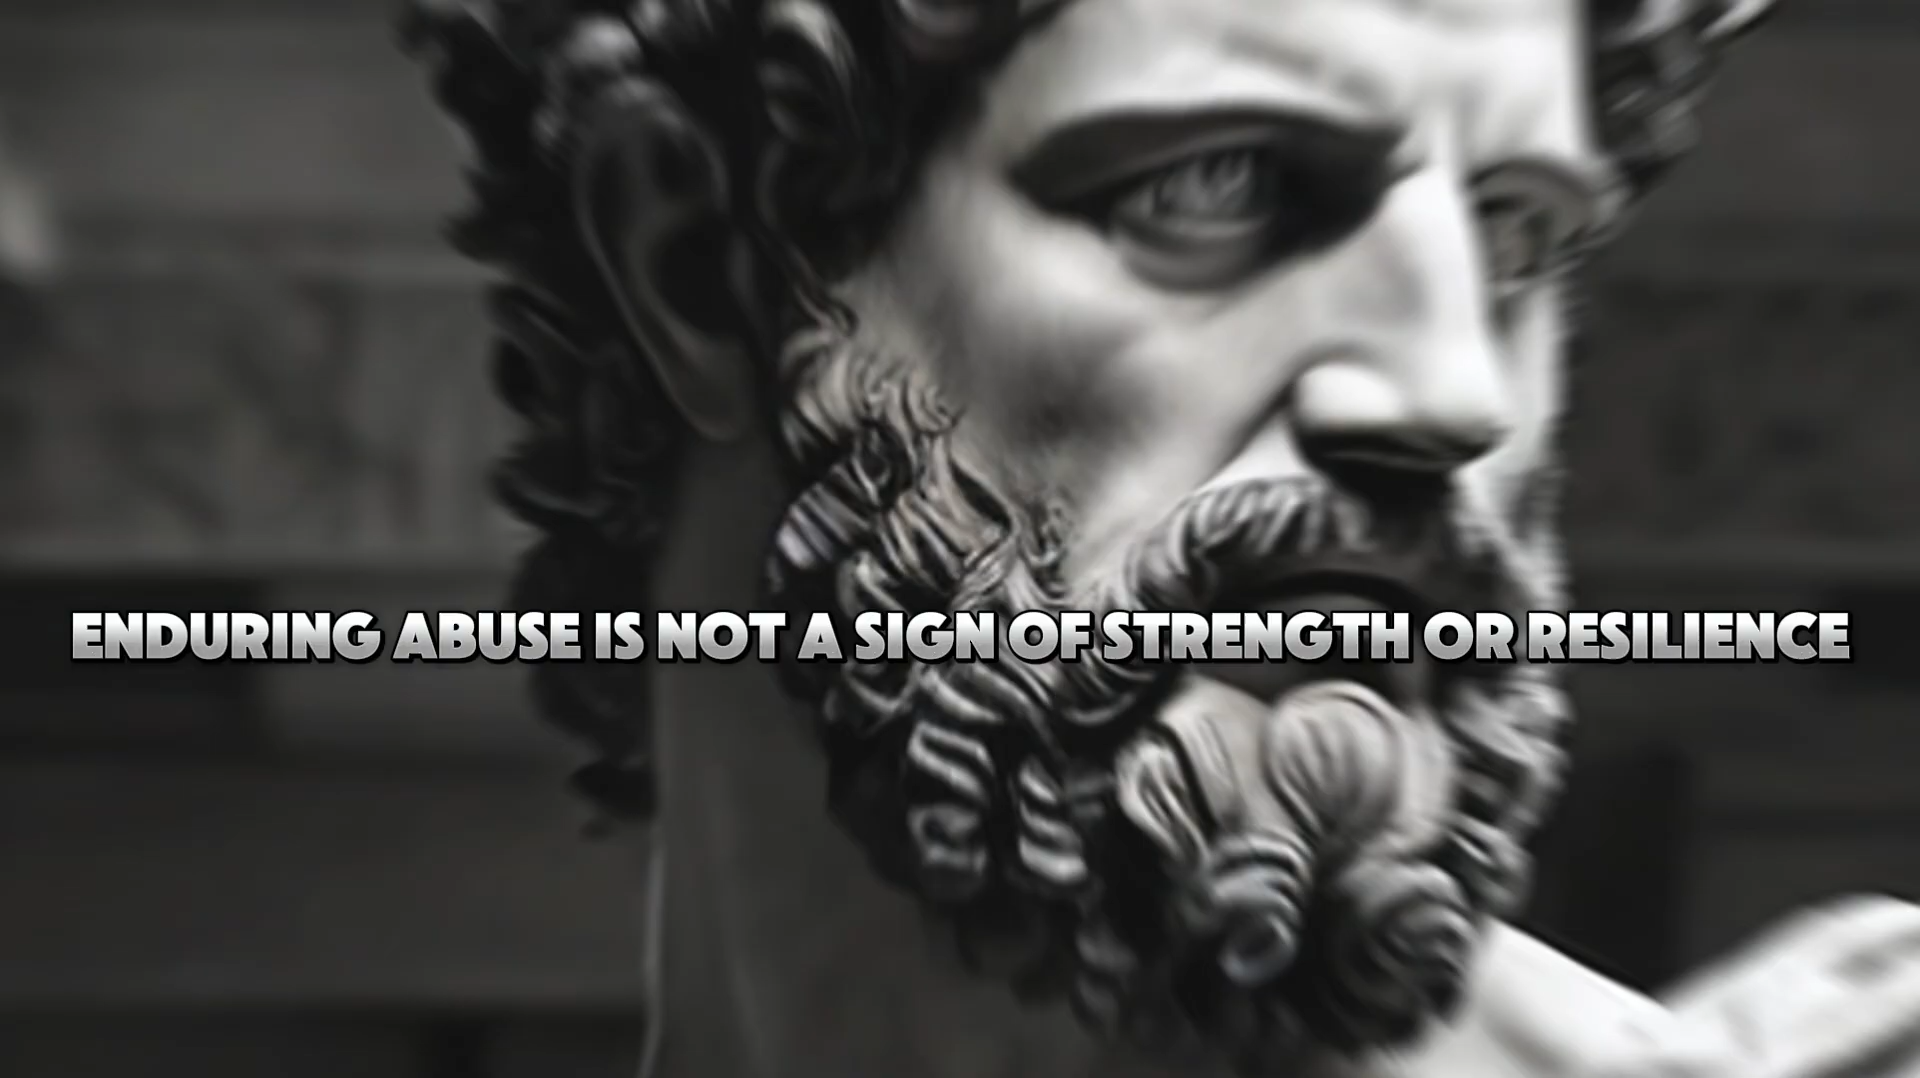 ENDURING ABUSE IS NOT A SIGN OF STRENGTH OR RESILIENCE